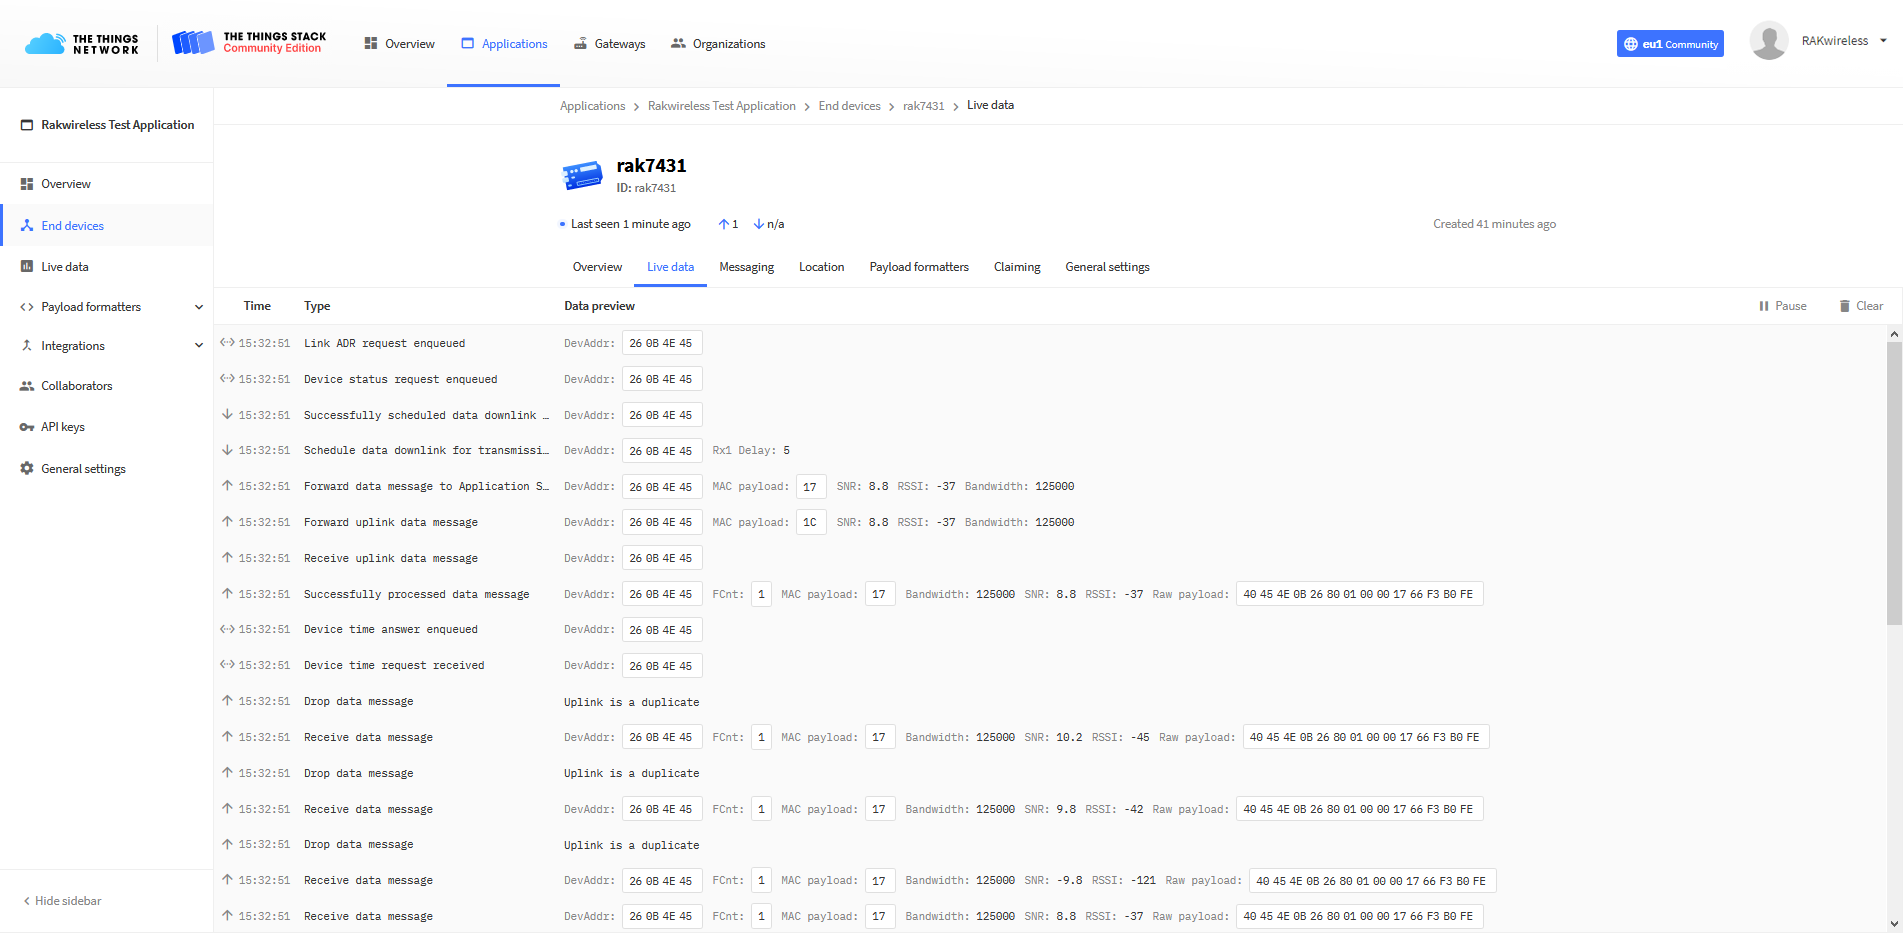 THE THINGS NETWORK
THE THINGS STACK
Community Edition
Overview
Applications
Gateways
Organizations
eu1 Community
RAKwireless
Rakwireless Test Application
Overview
End devices
Live data
Payload formatters
Integrations
Collaborators
API keys
General settings
Hide sidebar
Applications > Rakwireless Test Application > End devices > rak7431 > Live data
rak7431
ID: rak7431
Last seen 1 minute ago ↑ 1 ↓ n/a Created 41 minutes ago
Overview Live data Messaging Location Payload formatters Claiming General settings
Time Type Data preview Pause Clear
15:32:51 Link ADR request enqueued DevAddr: 26 0B 4E 45
15:32:51 Device status request enqueued DevAddr: 26 0B 4E 45
↓ 15:32:51 Successfully scheduled data downlink … DevAddr: 26 0B 4E 45
↓ 15:32:51 Schedule data downlink for transmissi… DevAddr: 26 0B 4E 45 Rx1 Delay: 5
↑ 15:32:51 Forward data message to Application S… DevAddr: 26 0B 4E 45 MAC payload: 17 SNR: 8.8 RSSI: -37 Bandwidth: 125000
↑ 15:32:51 Forward uplink data message DevAddr: 26 0B 4E 45 MAC payload: 1C SNR: 8.8 RSSI: -37 Bandwidth: 125000
↑ 15:32:51 Receive uplink data message DevAddr: 26 0B 4E 45
↑ 15:32:51 Successfully processed data message DevAddr: 26 0B 4E 45 FCnt: 1 MAC payload: 17 Bandwidth: 125000 SNR: 8.8 RSSI: -37 Raw payload: 40 45 4E 0B 26 80 01 00 00 17 66 F3 B0 FE
15:32:51 Device time answer enqueued DevAddr: 26 0B 4E 45
15:32:51 Device time request received DevAddr: 26 0B 4E 45
↑ 15:32:51 Drop data message Uplink is a duplicate
↑ 15:32:51 Receive data message DevAddr: 26 0B 4E 45 FCnt: 1 MAC payload: 17 Bandwidth: 125000 SNR: 10.2 RSSI: -45 Raw payload: 40 45 4E 0B 26 80 01 00 00 17 66 F3 B0 FE
↑ 15:32:51 Drop data message Uplink is a duplicate
↑ 15:32:51 Receive data message DevAddr: 26 0B 4E 45 FCnt: 1 MAC payload: 17 Bandwidth: 125000 SNR: 9.8 RSSI: -42 Raw payload: 40 45 4E 0B 26 80 01 00 00 17 66 F3 B0 FE
↑ 15:32:51 Drop data message Uplink is a duplicate
↑ 15:32:51 Receive data message DevAddr: 26 0B 4E 45 FCnt: 1 MAC payload: 17 Bandwidth: 125000 SNR: -9.8 RSSI: -121 Raw payload: 40 45 4E 0B 26 80 01 00 00 17 66 F3 B0 FE
↑ 15:32:51 Receive data message DevAddr: 26 0B 4E 45 FCnt: 1 MAC payload: 17 Bandwidth: 125000 SNR: 8.8 RSSI: -37 Raw payload: 40 45 4E 0B 26 80 01 00 00 17 66 F3 B0 FE